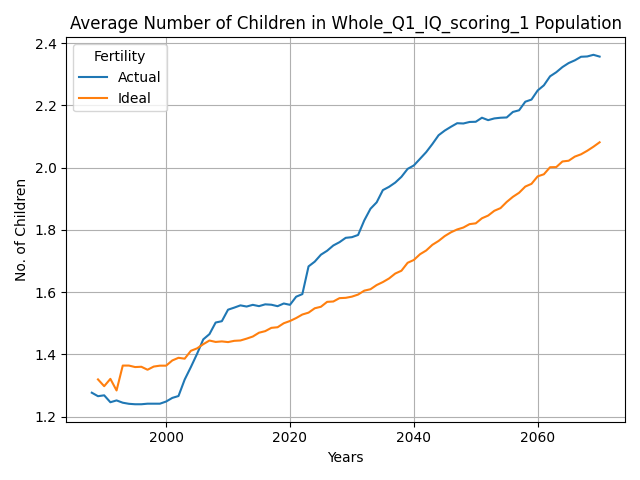 Average Number of Children in Whole_Q1_IQ_scoring_1 Population
Fertility
Actual
Ideal
No. of Children
2.4
2.2
2.0
1.8
1.6
1.4
1.2
2000
2020
2040
2060
Years